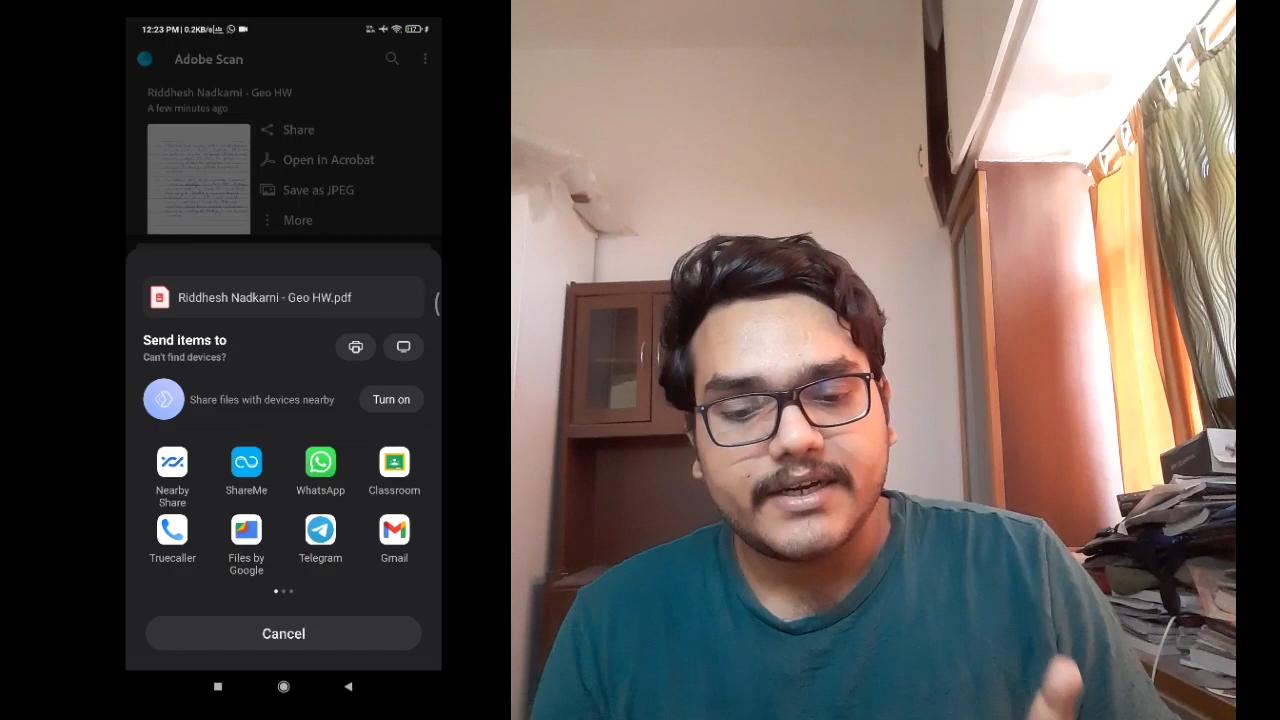 12:23 PM | 0.2KB/s
Adobe Scan
Riddhesh Nadkarni - Geo HW
A few minutes ago
Share
Open in Acrobat
Save as JPEG
More
Riddhesh Nadkarni - Geo HW.pdf
Send items to
Can't find devices?
Share files with devices nearby
Turn on
Nearby Share
ShareMe
WhatsApp
Classroom
Truecaller
Files by Google
Telegram
Gmail
Cancel